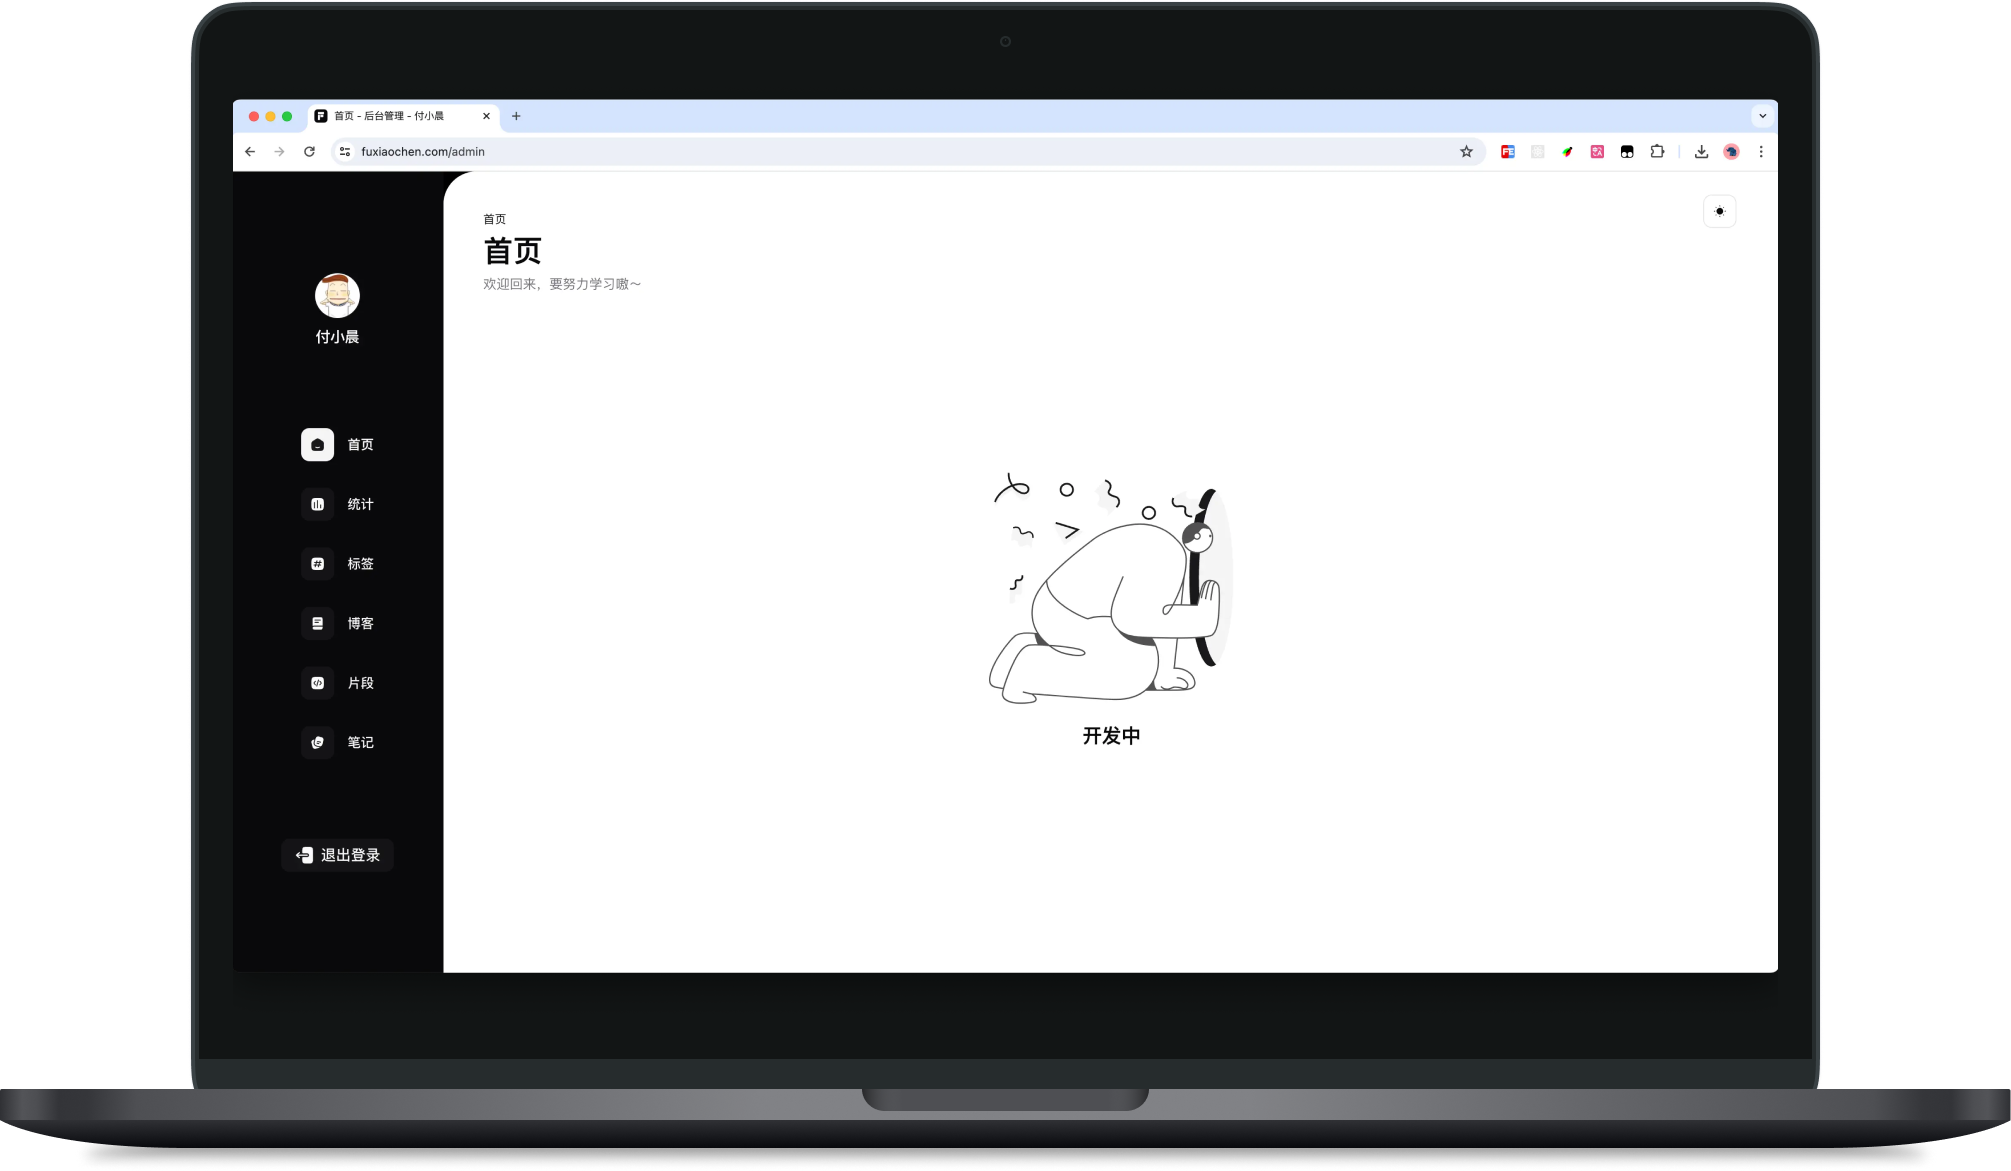 首页 - 后台管理 - 付小晨
fuxiaochen.com/admin
付小晨
首页
统计
标签
博客
片段
笔记
退出登录
首页
首页
欢迎回来，要努力学习嗷～
开发中